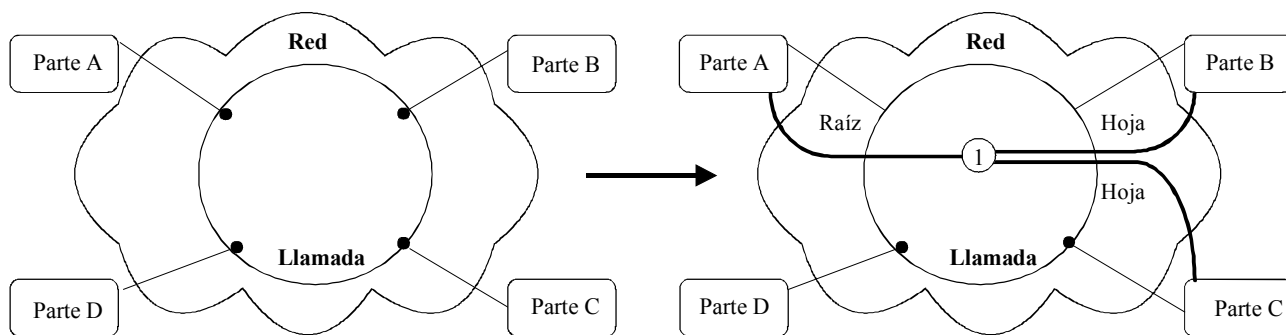 Red
Parte A
Parte B
Llamada
Parte D
Parte C
Red
Parte A
Parte B
Raíz
Hoja
1
Hoja
Llamada
Parte D
Parte C